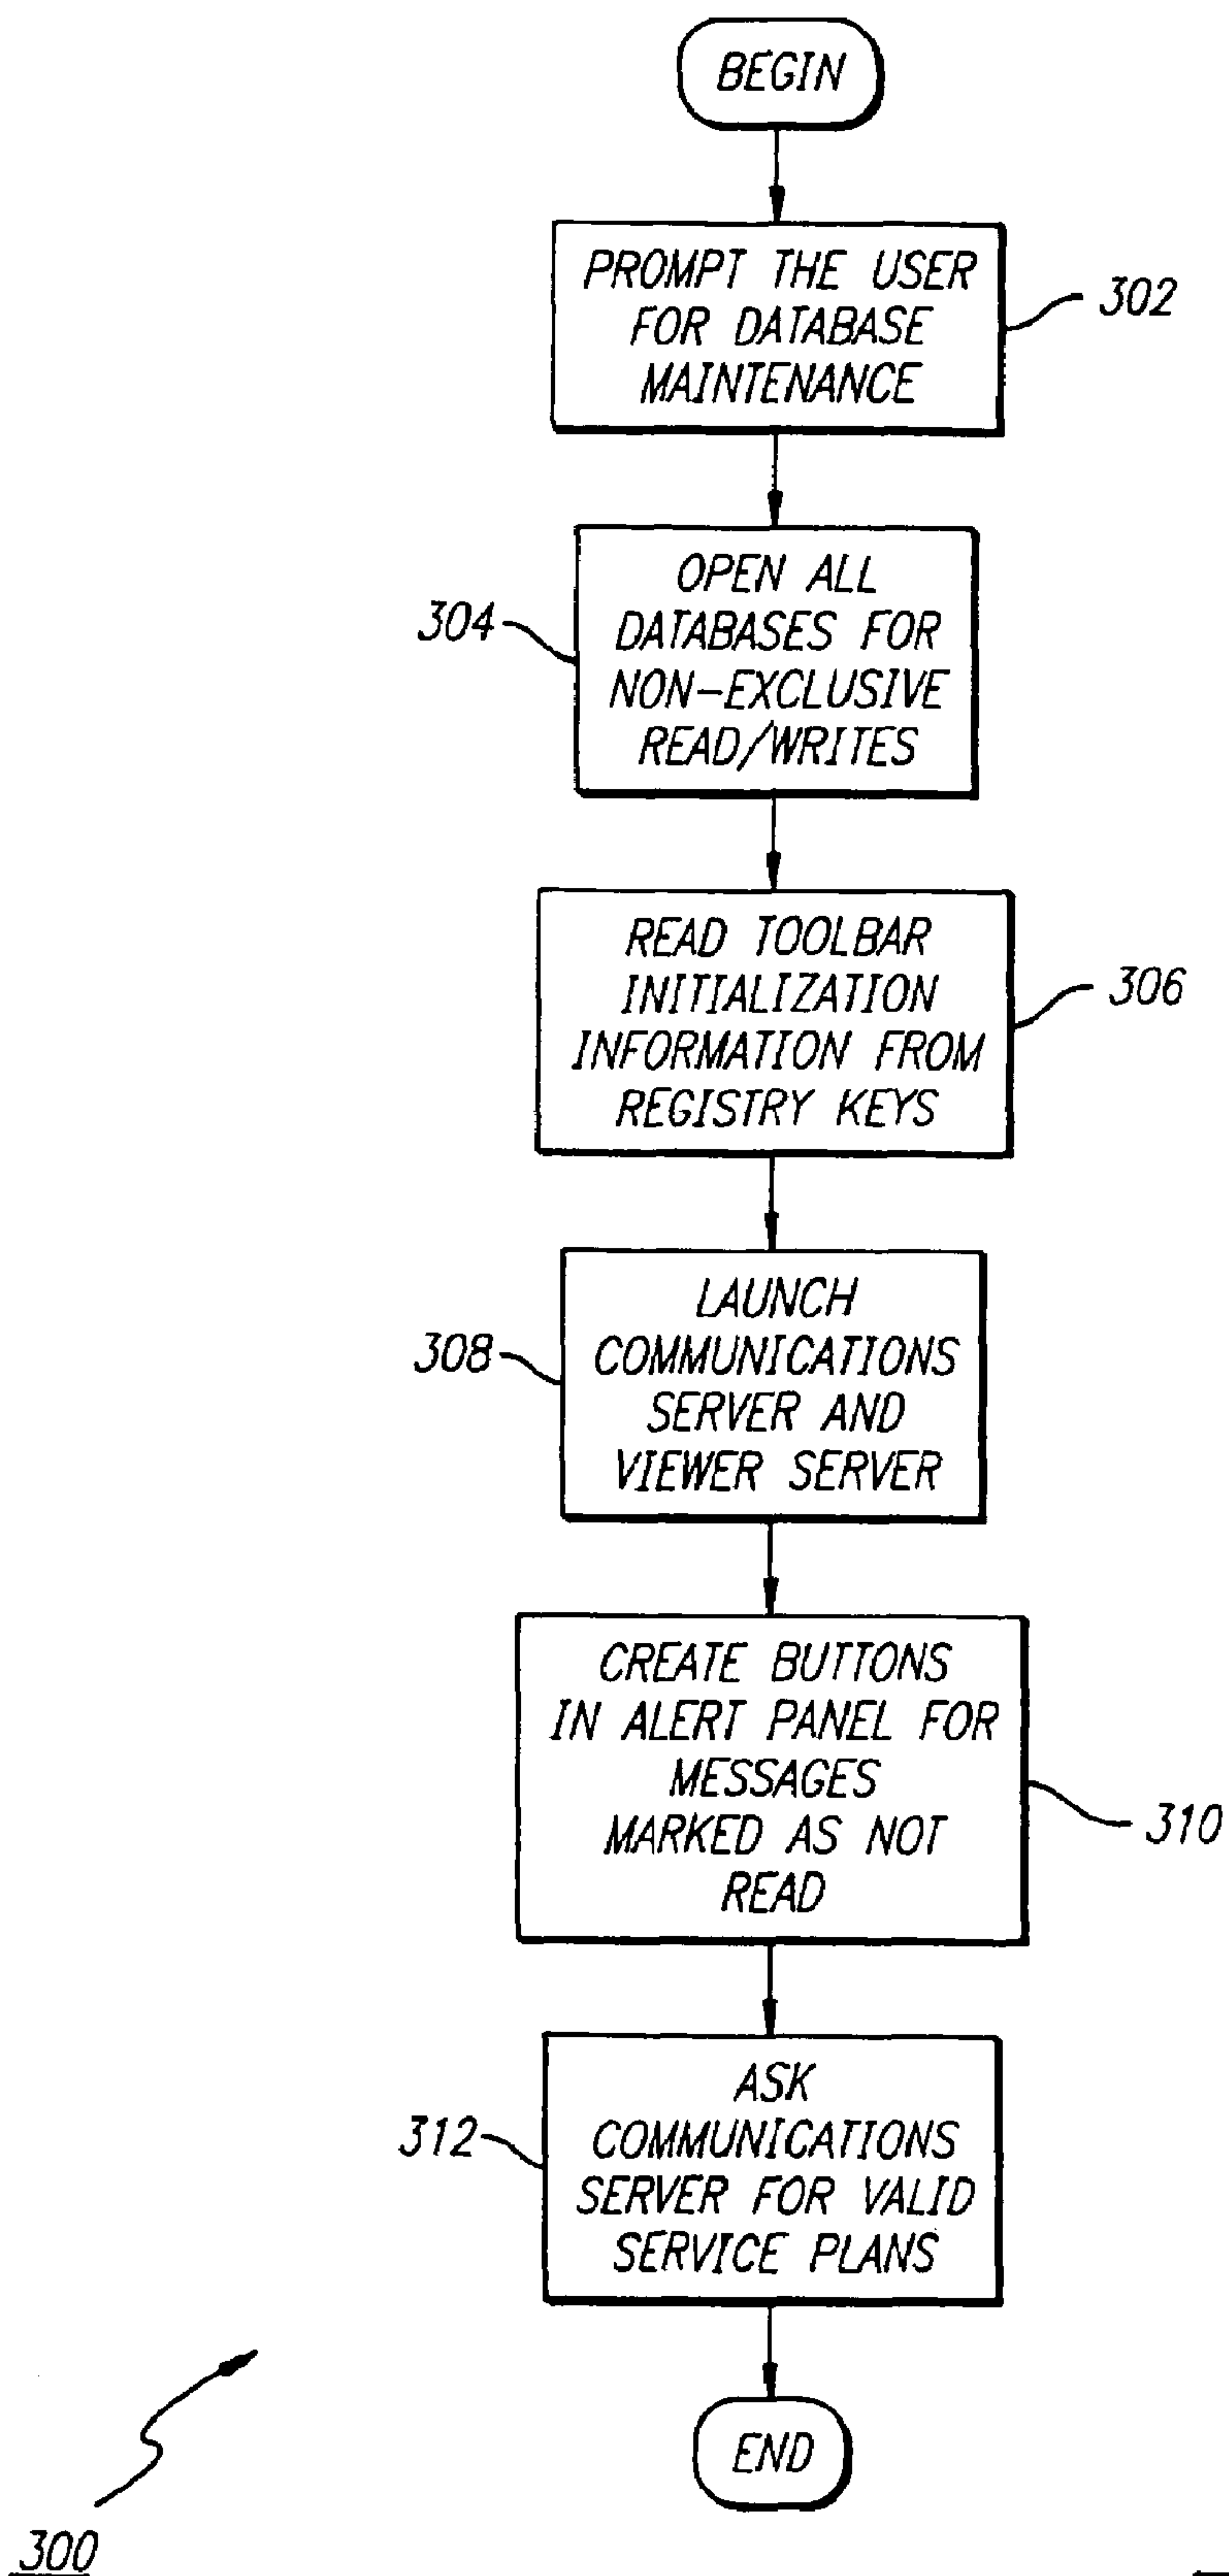 BEGIN
PROMPT THE USER
FOR DATABASE
MAINTENANCE
302
OPEN ALL
DATABASES FOR
NON-EXCLUSIVE
READ/WRITES
304
READ TOOLBAR
INITIALIZATION
INFORMATION FROM
REGISTRY KEYS
306
LAUNCH
COMMUNICATIONS
SERVER AND
VIEWER SERVER
308
CREATE BUTTONS
IN ALERT PANEL FOR
MESSAGES
MARKED AS NOT
READ
310
ASK
COMMUNICATIONS
SERVER FOR VALID
SERVICE PLANS
312
END
300